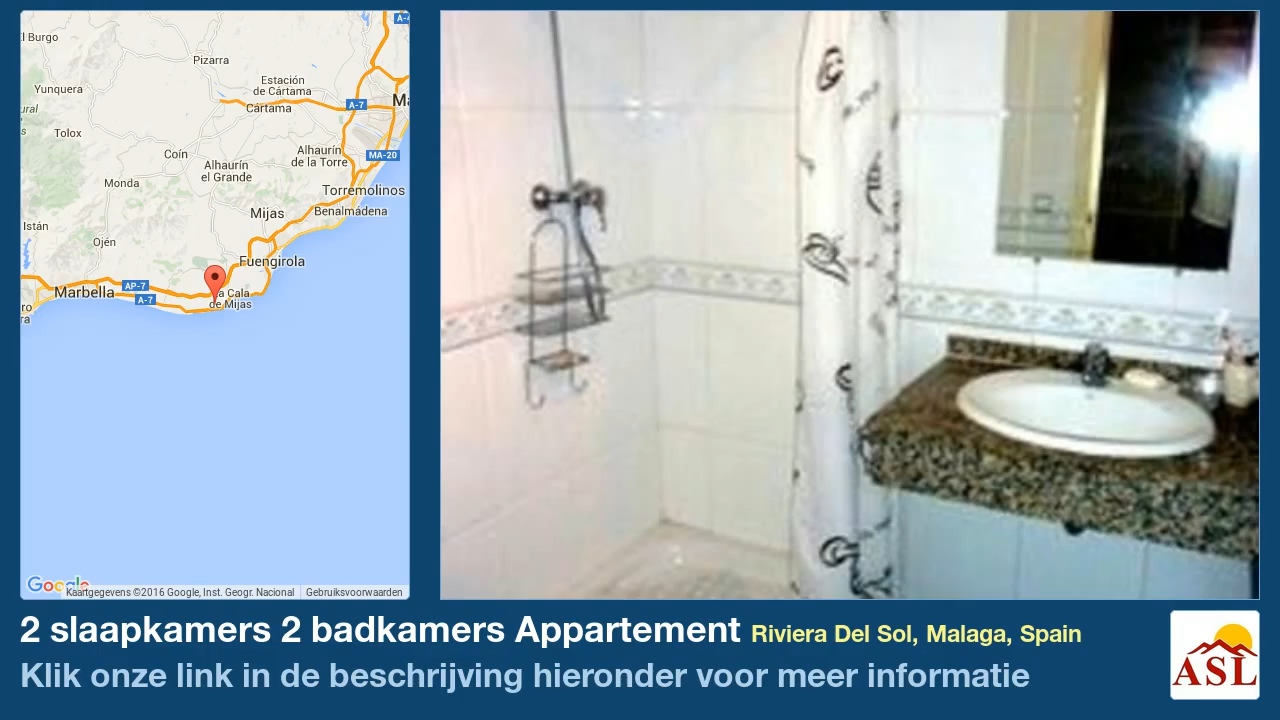 El Burgo
Pizarra
Yunquera
Estación
de Cártama
A-7
Cártama
Tolox
Alhaurín
de la Torre
MA-20
Coín
Alhaurín
el Grande
Monda
Torremolinos
Mijas
Benalmádena
Istán
Ojén
Fuengirola
AP-7
Marbella
A-7
La Cala
de Mijas
Google
Kaartgegevens ©2016 Google, Inst. Geogr. Nacional
Gebruiksvoorwaarden
2 slaapkamers 2 badkamers Appartement Riviera Del Sol, Malaga, Spain
Klik onze link in de beschrijving hieronder voor meer informatie
ASL